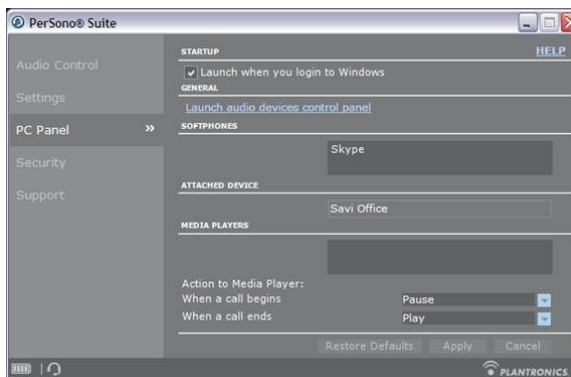 PerSono® Suite
Audio Control
Settings
PC Panel »
Security
Support
STARTUP
HELP
Launch when you login to Windows
GENERAL
Launch audio devices control panel
SOFTPHONES
Skype
ATTACHED DEVICE
Savi Office
MEDIA PLAYERS
Action to Media Player:
When a call begins Pause
When a call ends Play
Restore Defaults Apply Cancel
PLANTRONICS